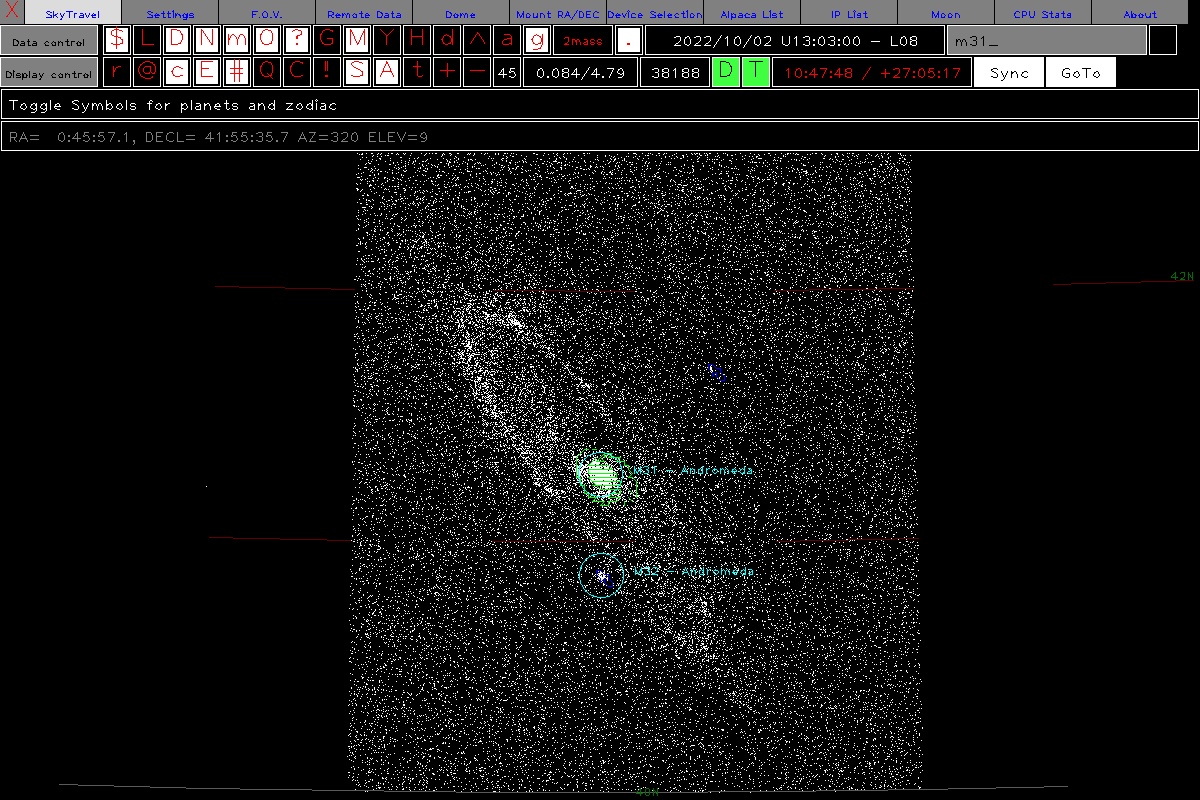 X SkyTravel Settings F.O.V. Remote Data Dome Mount RA/DEC Device Selection Alpaca List IP List Moon CPU Stats About
Data control $ L D N m O ? G M Y H d ^ a g 2mass . 2022/10/02 U13:03:00 - L08 m31_
Display control r @ c E # Q C ! S A t + - 45 0.084/4.79 38188 D T 10:47:48 / +27:05:17 Sync GoTo
Toggle Symbols for planets and zodiac
RA= 0:45:57.1, DECL= 41:55:35.7 AZ=320 ELEV=9
42N
M31 - Andromeda
M32 - Andromeda
40N